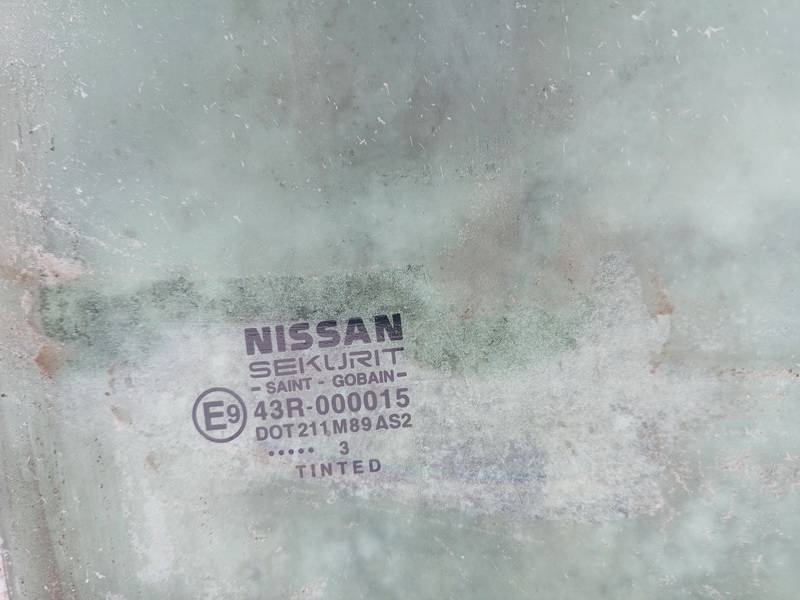 NISSAN
SEKURIT
- SAINT - GOBAIN -
E9 43R-000015
DOT 211 M89 AS2
..... 3
TINTED